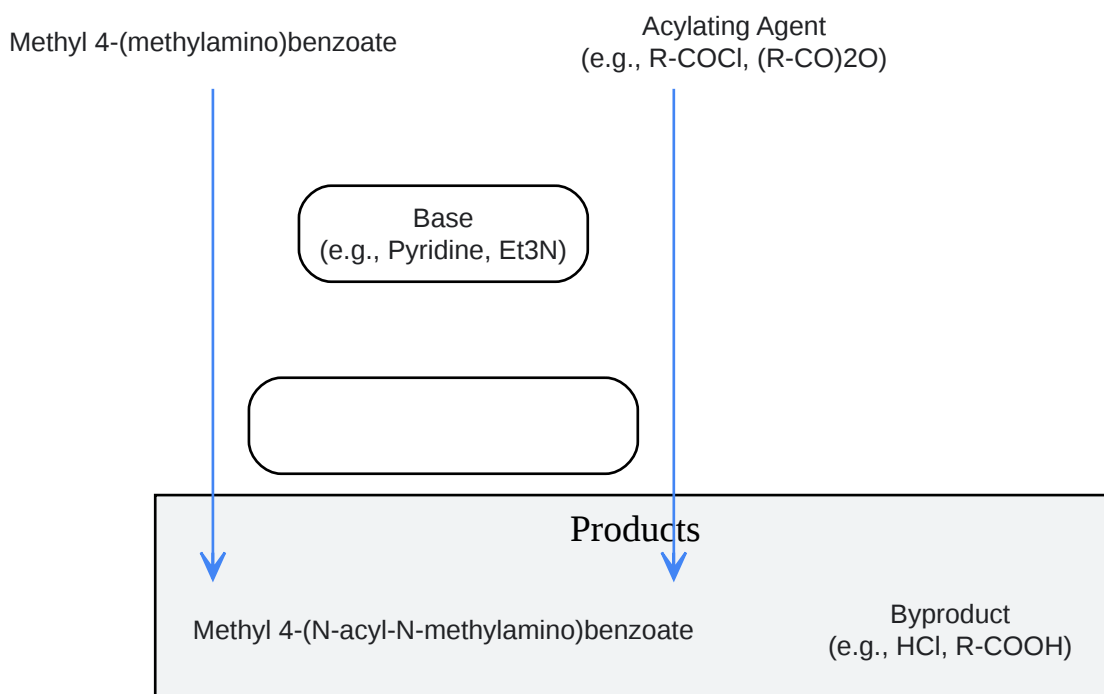 Methyl 4-(methylamino)benzoate
Acylating Agent
(e.g., R-COCl, (R-CO)2O)
Base
(e.g., Pyridine, Et3N)
Products
Methyl 4-(N-acyl-N-methylamino)benzoate
Byproduct
(e.g., HCl, R-COOH)